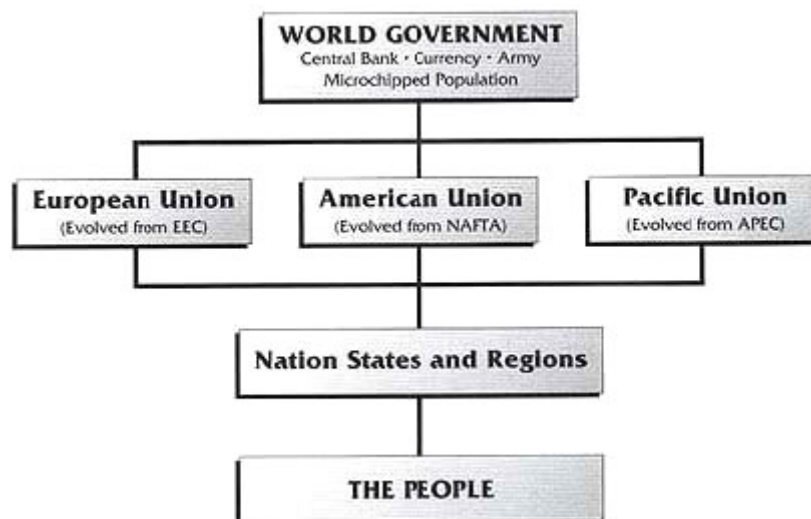 WORLD GOVERNMENT
Central Bank • Currency • Army
Microchipped Population
European Union
(Evolved from EEC)
American Union
(Evolved from NAFTA)
Pacific Union
(Evolved from APEC)
Nation States and Regions
THE PEOPLE